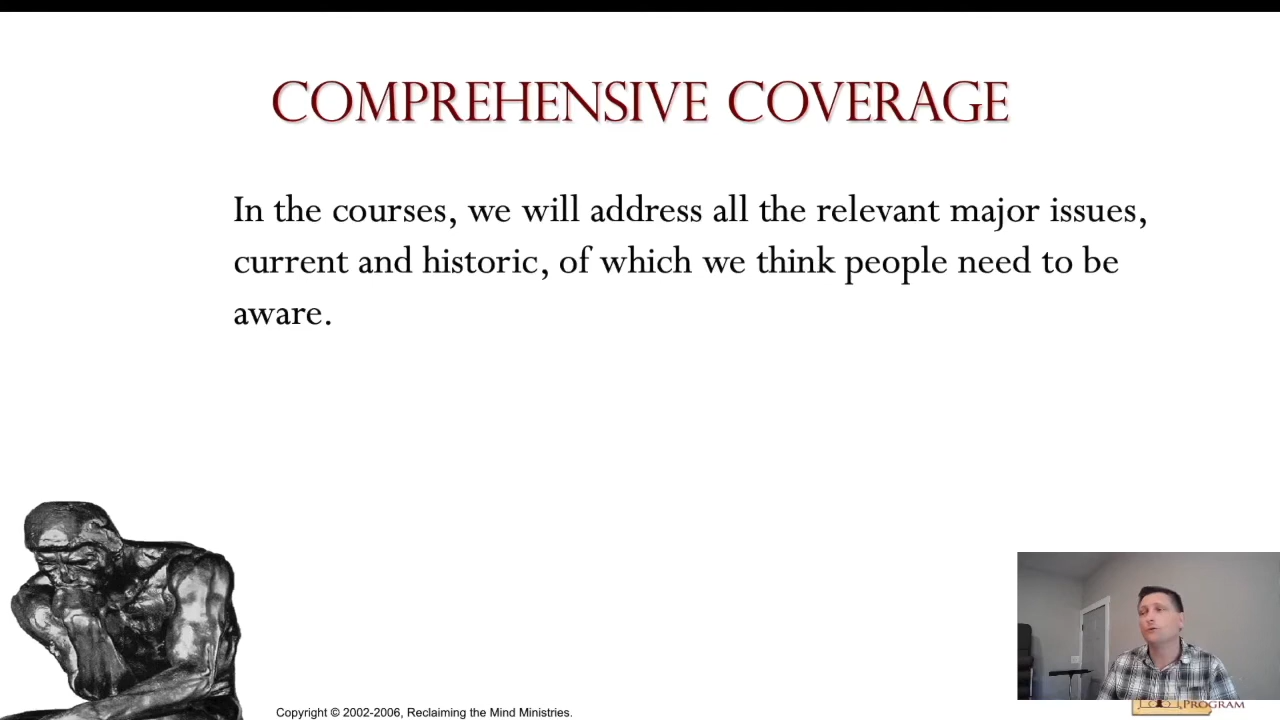 COMPREHENSIVE COVERAGE
In the courses, we will address all the relevant major issues,
current and historic, of which we think people need to be
aware.
PROGRAM
Copyright © 2002-2006, Reclaiming the Mind Ministries.